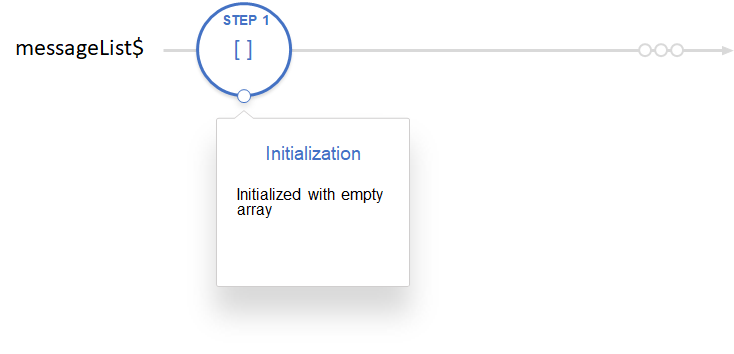 STEP 1
messageList$
[ ]
Initialization
Initialized with empty
array